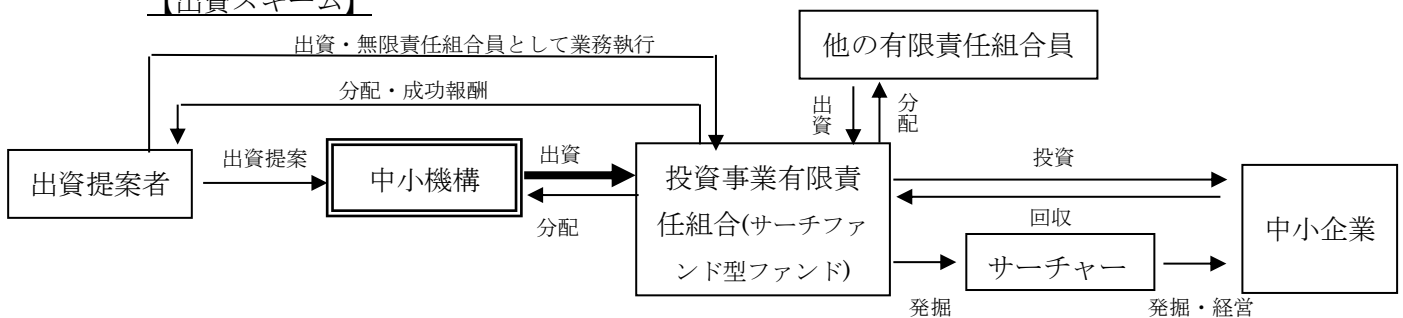 【出資スキーム】
出資・無限責任組合員として業務執行
他の有限責任組合員
分配・成功報酬
出資
分配
出資提案者
出資提案
中小機構
出資
分配
投資事業有限責
任組合(サーチファ
ンド型ファンド)
投資
回収
サーチャー
発掘
発掘・経営
中小企業